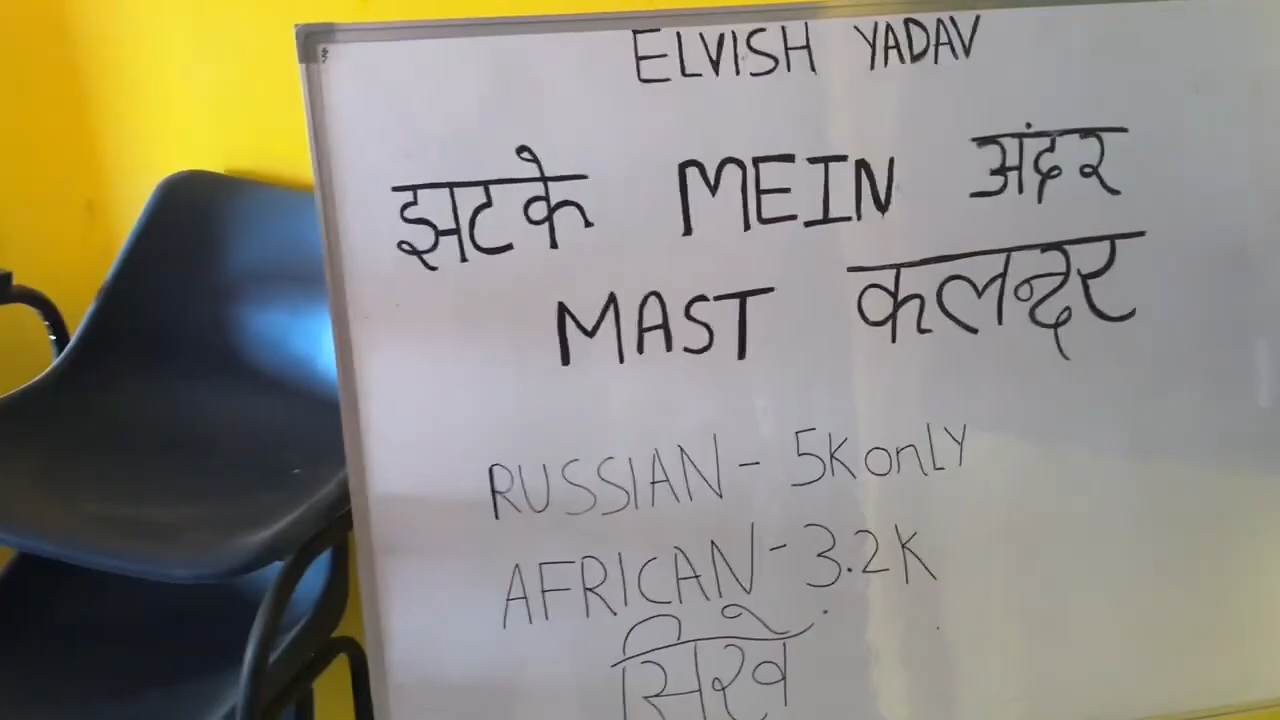 ELVISH YADAV
झटके MEIN अंदर
MAST कलन्दर
RUSSIAN - 5K onLY
AFRICAN - 3.2K
सिखे